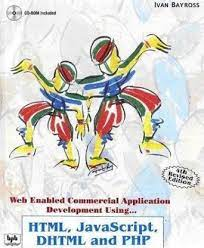 CD-ROM Included
IVAN BAYROSS
Web Enabled Commercial Application
Development Using...
4th
Revised
Edition
HTML, JavaScript,
DHTML and PHP
bpb